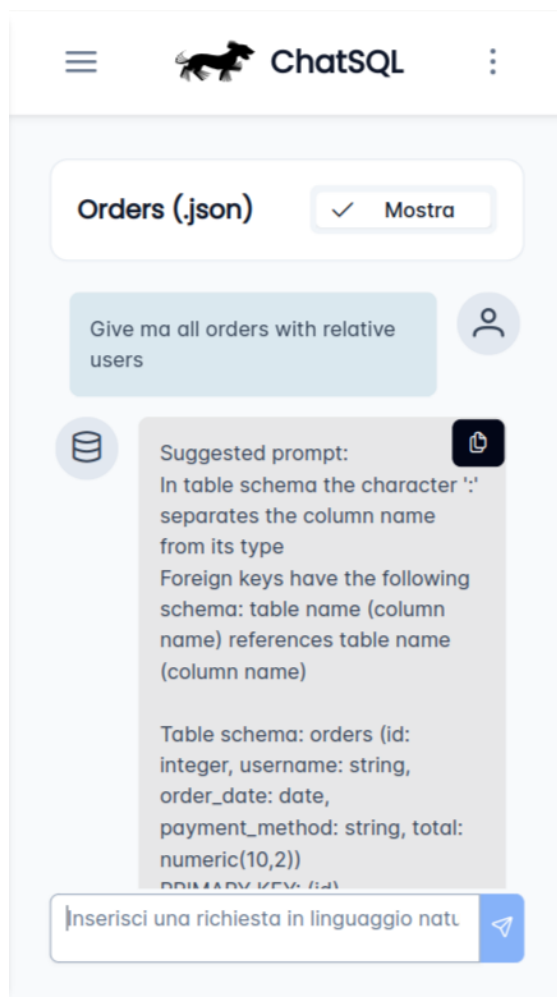 ChatSQL
Orders (.json)
Mostra
Give ma all orders with relative
users
Suggested prompt:
In table schema the character ':'
separates the column name
from its type
Foreign keys have the following
schema: table name (column
name) references table name
(column name)
Table schema: orders (id:
integer, username: string,
order_date: date,
payment_method: string, total:
numeric(10,2))
PRIMARY KEY: (id)
Inserisci una richiesta in linguaggio natu